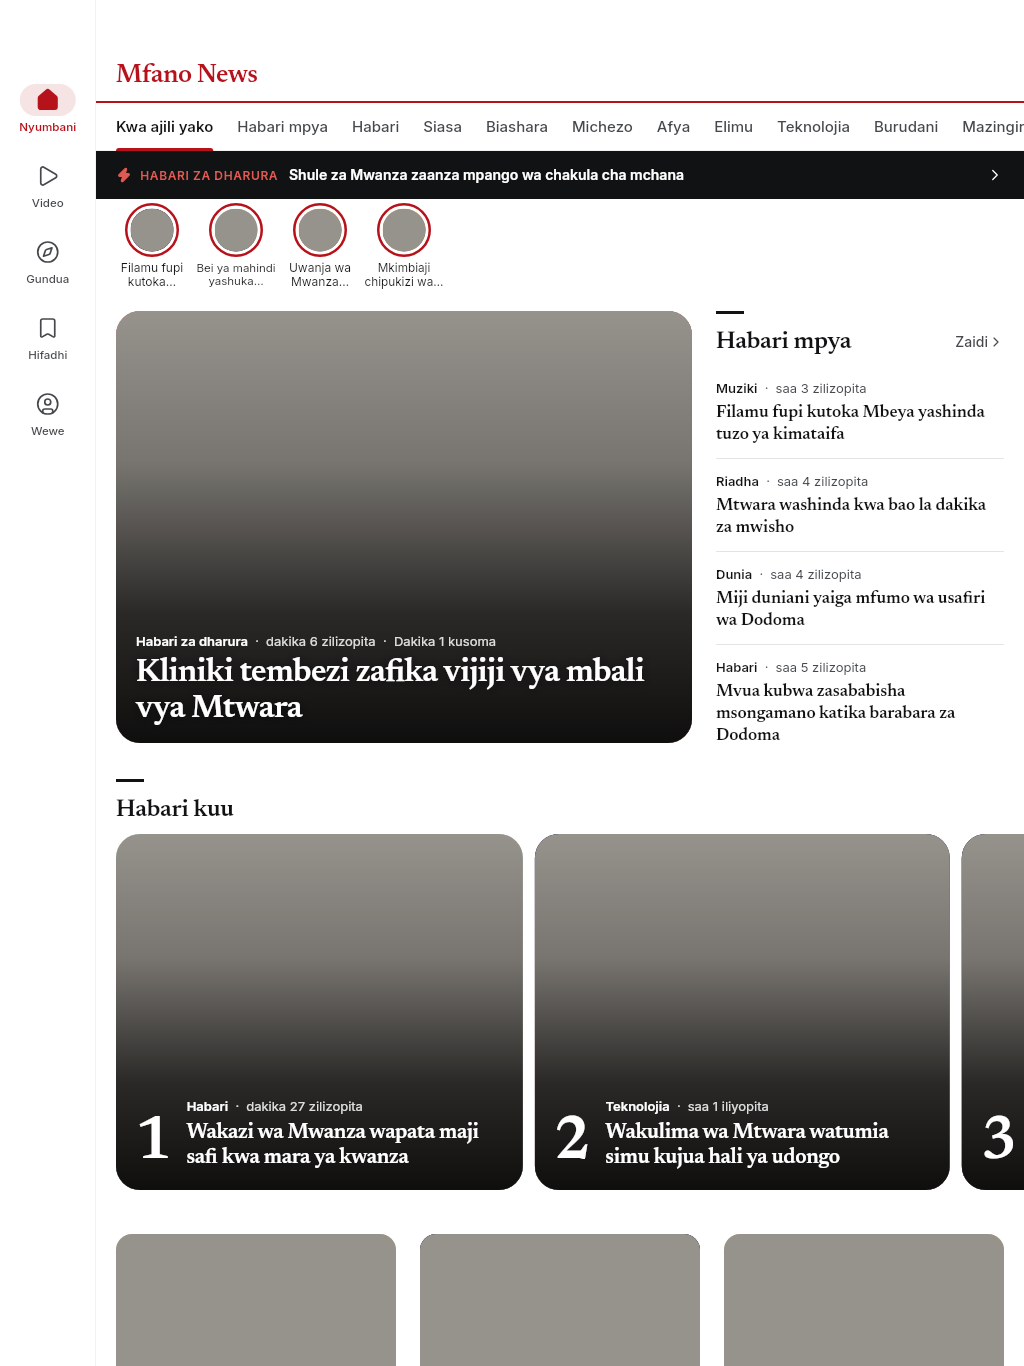 Mfano News
Nyumbani
Video
Gundua
Hifadhi
Wewe
Kwa ajili yako Habari mpya Habari Siasa Biashara Michezo Afya Elimu Teknolojia Burudani Mazingir
HABARI ZA DHARURA Shule za Mwanza zaanza mpango wa chakula cha mchana
Filamu fupi
kutoka...
Bei ya mahindi
yashuka...
Uwanja wa
Mwanza...
Mkimbiaji
chipukizi wa...
Habari za dharura · dakika 6 zilizopita · Dakika 1 kusoma
Kliniki tembezi zafika vijiji vya mbali
vya Mtwara
Habari mpya
Zaidi
Muziki · saa 3 zilizopita
Filamu fupi kutoka Mbeya yashinda
tuzo ya kimataifa
Riadha · saa 4 zilizopita
Mtwara washinda kwa bao la dakika
za mwisho
Dunia · saa 4 zilizopita
Miji duniani yaiga mfumo wa usafiri
wa Dodoma
Habari · saa 5 zilizopita
Mvua kubwa zasababisha
msongamano katika barabara za
Dodoma
Habari kuu
1
Habari · dakika 27 zilizopita
Wakazi wa Mwanza wapata maji
safi kwa mara ya kwanza
2
Teknolojia · saa 1 iliyopita
Wakulima wa Mtwara watumia
simu kujua hali ya udongo
3